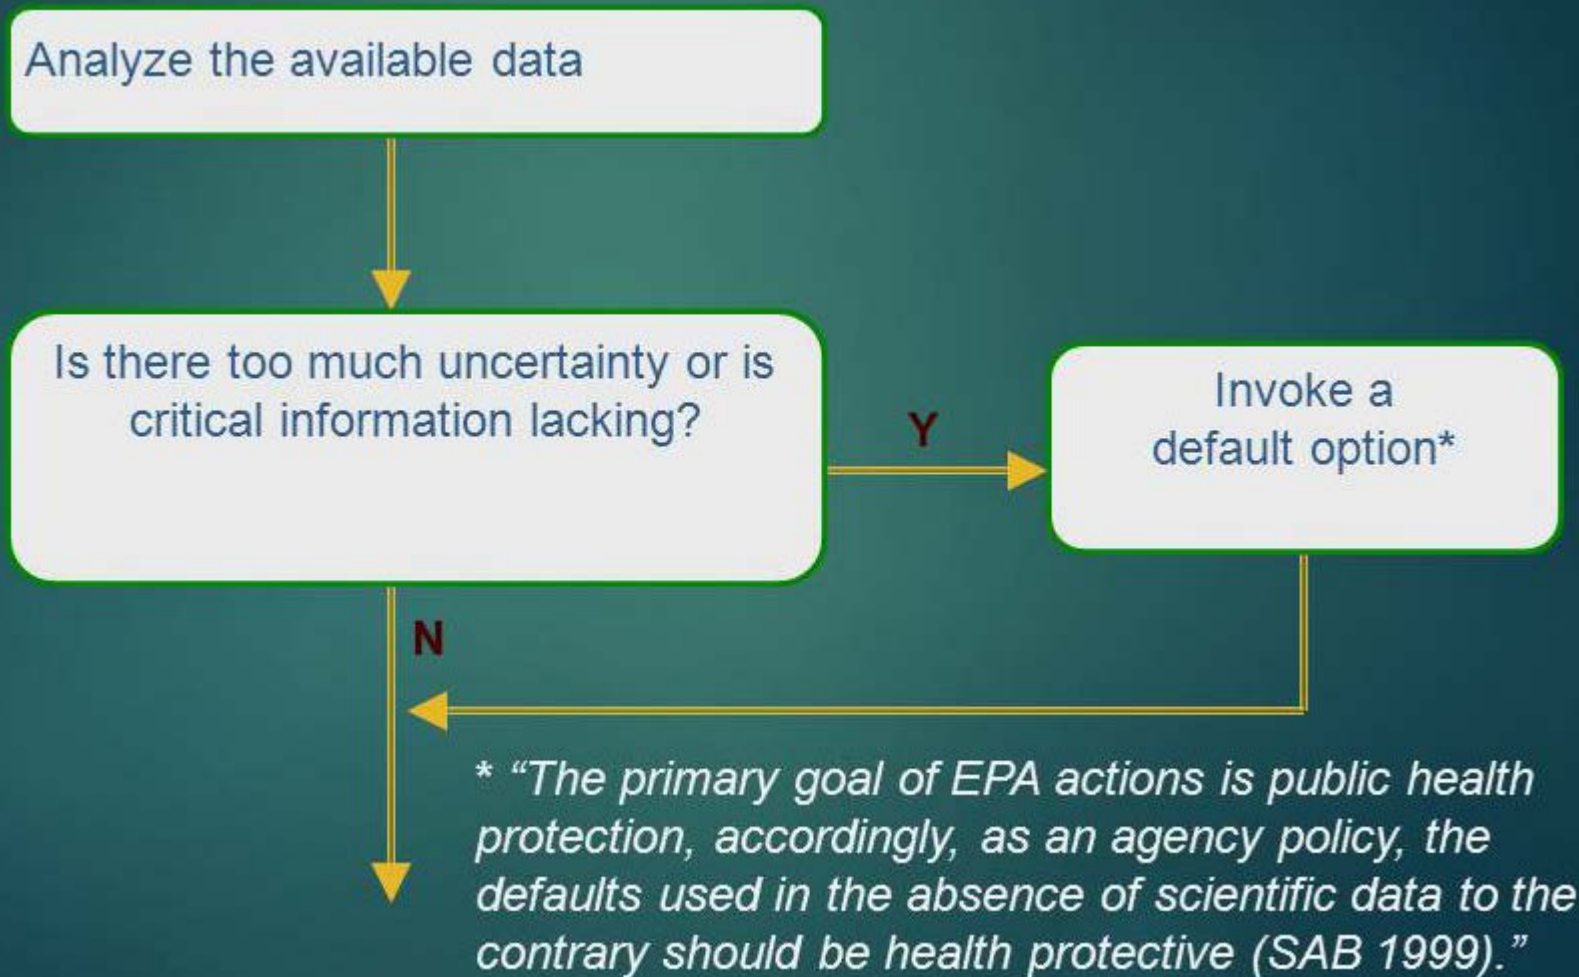 Analyze the available data
Is there too much uncertainty or is
critical information lacking?
Y
Invoke a
default option*
N
* “The primary goal of EPA actions is public health
protection, accordingly, as an agency policy, the
defaults used in the absence of scientific data to the
contrary should be health protective (SAB 1999).”